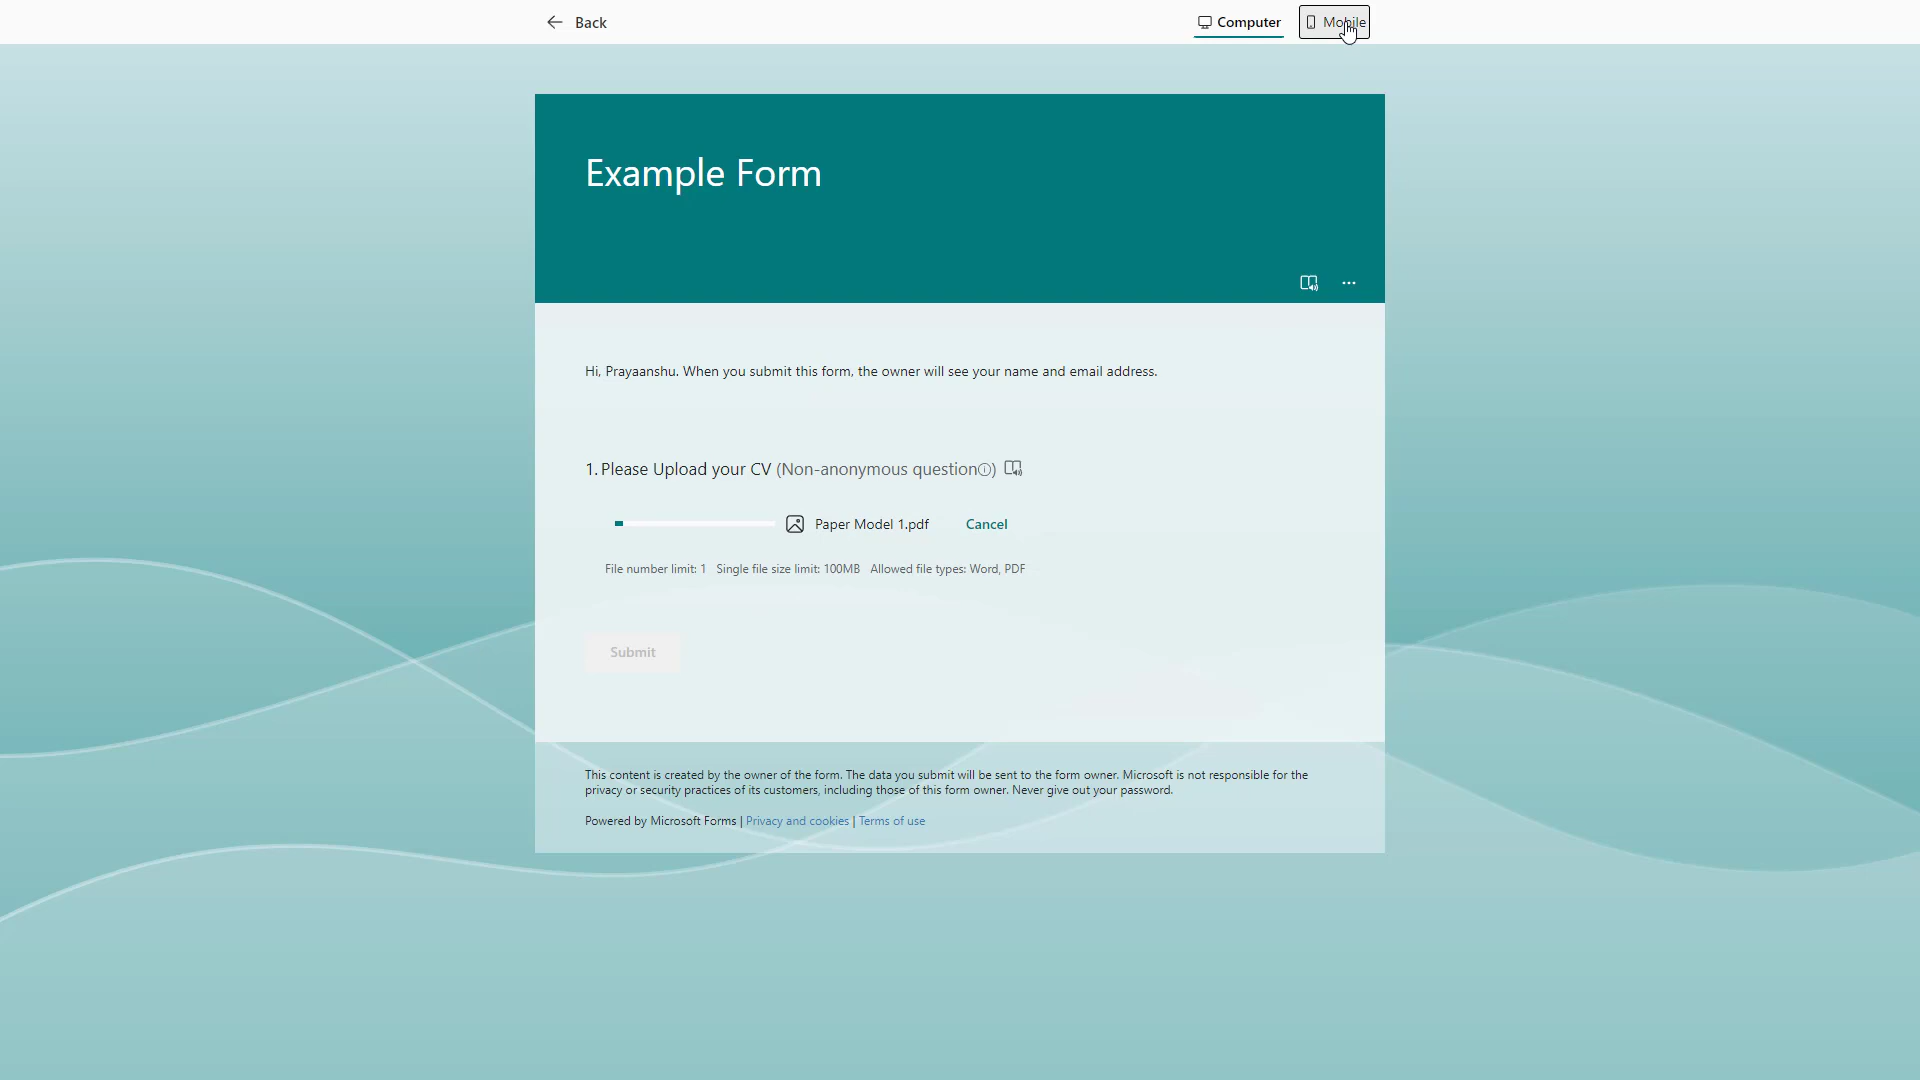 Back
Computer
Mobile
Example Form
Hi, Prayaanshu. When you submit this form, the owner will see your name and email address.
1. Please Upload your CV (Non-anonymous question)
Paper Model 1.pdf Cancel
File number limit: 1 Single file size limit: 100MB Allowed file types: Word, PDF
Submit
This content is created by the owner of the form. The data you submit will be sent to the form owner. Microsoft is not responsible for the
privacy or security practices of its customers, including those of this form owner. Never give out your password.
Powered by Microsoft Forms | Privacy and cookies | Terms of use